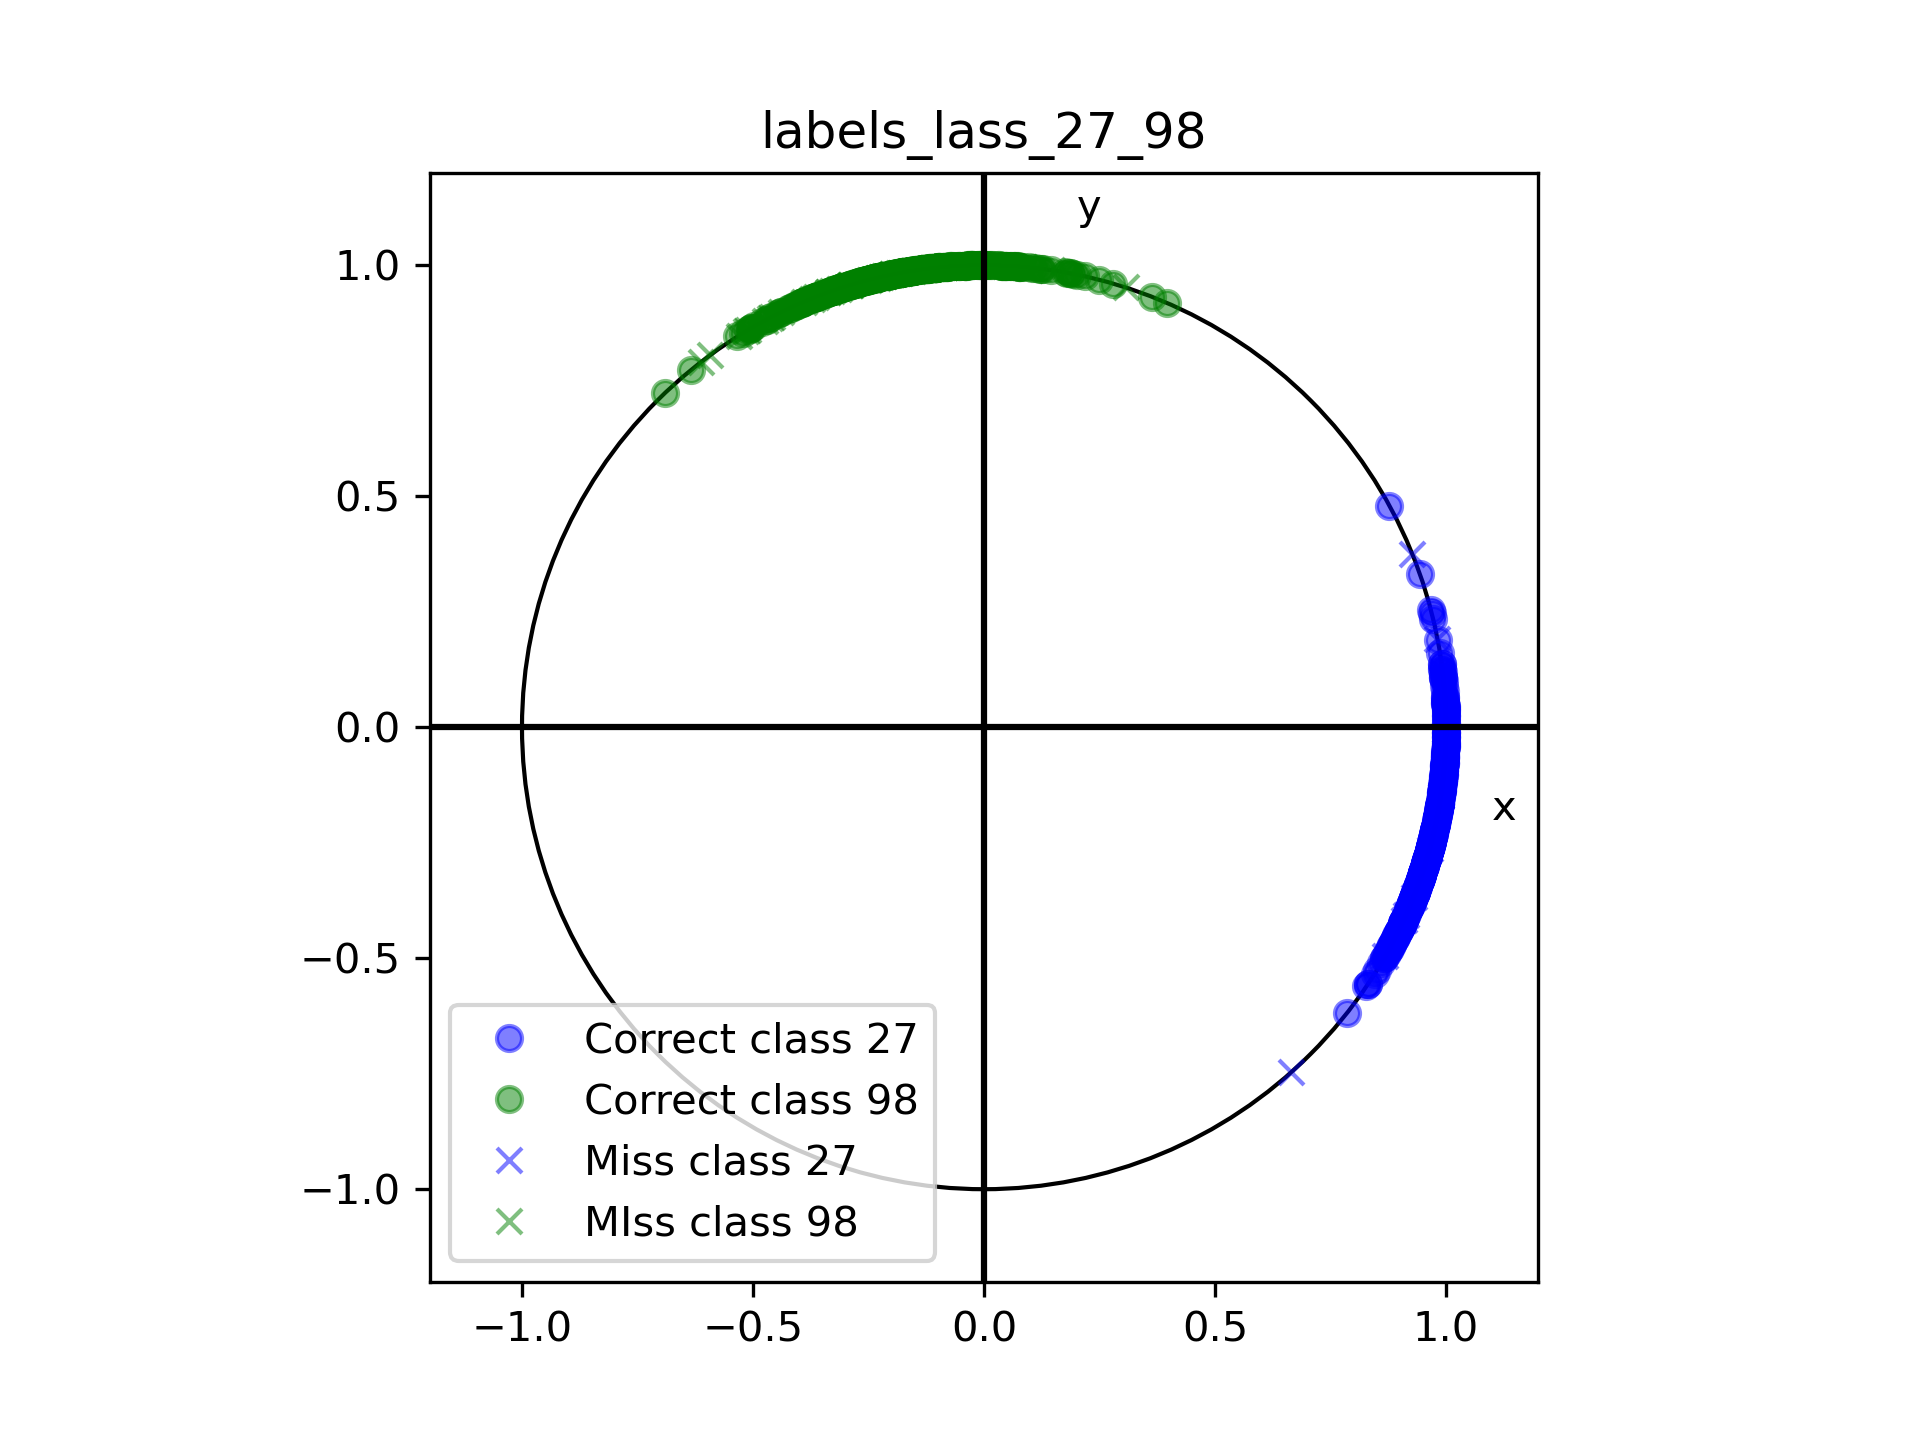 labels_lass_27_98
y
1.0
0.5
0.0
−0.5
−1.0
x
Correct class 27
Correct class 98
Miss class 27
MIss class 98
−1.0 −0.5 0.0 0.5 1.0